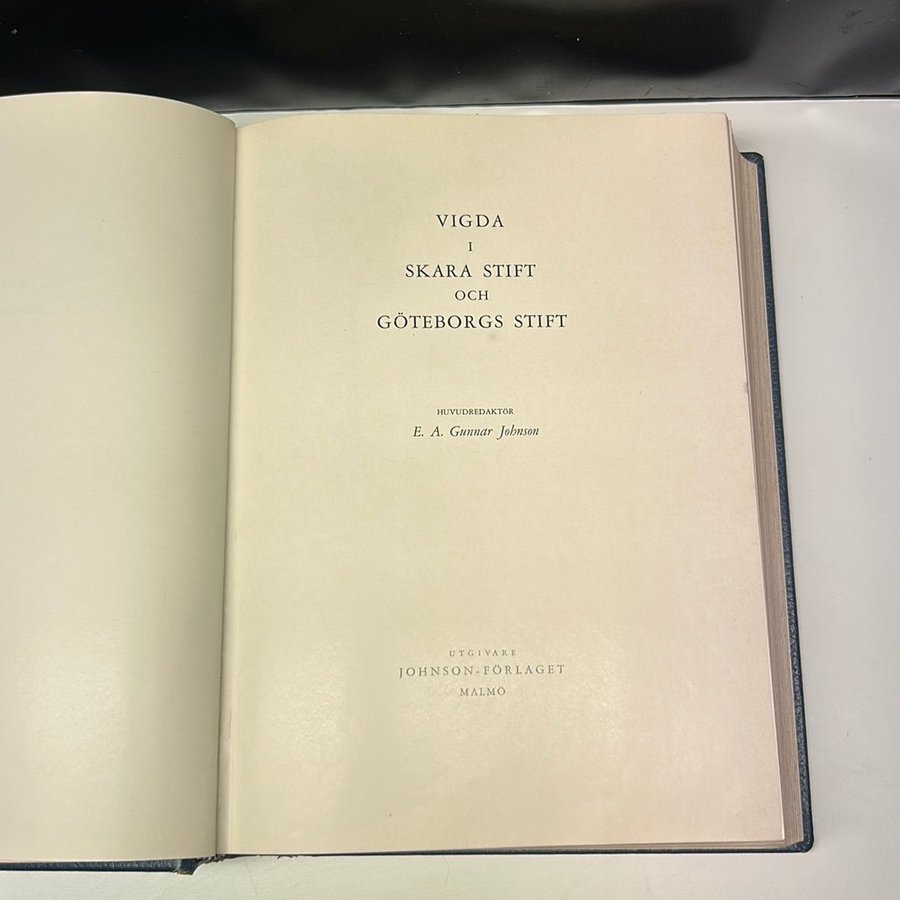 VIGDA
I
SKARA STIFT
OCH
GÖTEBORGS STIFT
HUVUDREDAKTÖR
E. A. Gunnar Johnson
UTGIVARE
JOHNSON-FÖRLAGET
MALMÖ